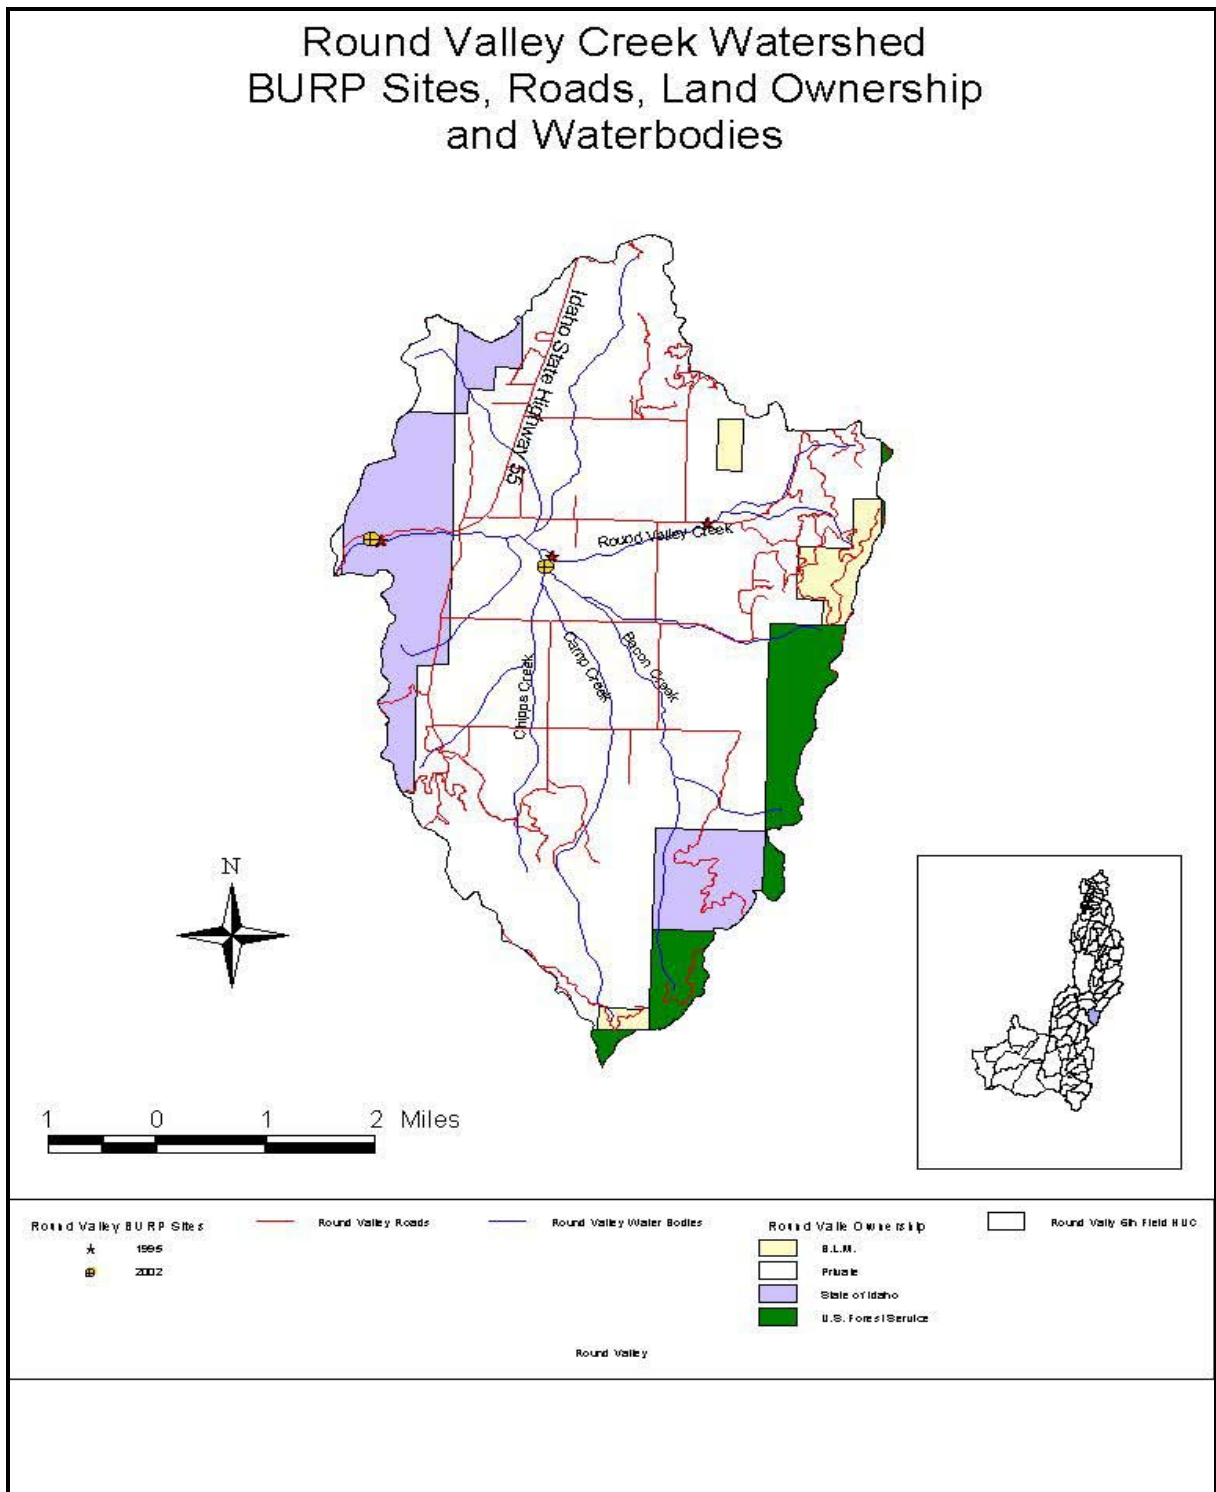 Round Valley Creek Watershed
BURP Sites, Roads, Land Ownership
and Waterbodies
Idaho State Highway 55
Round Valley Creek
Bacon Creek
Camp Creek
Chipps Creek
N
1 0 1 2 Miles
Round Valley BURP Sites
1995
2002
Round Valley Roads
Round Valley Water Bodies
Round Valle Ownership
B.L.M.
Private
State of Idaho
U.S. Forest Service
Round Vally 6th Field HUC
Round Valley